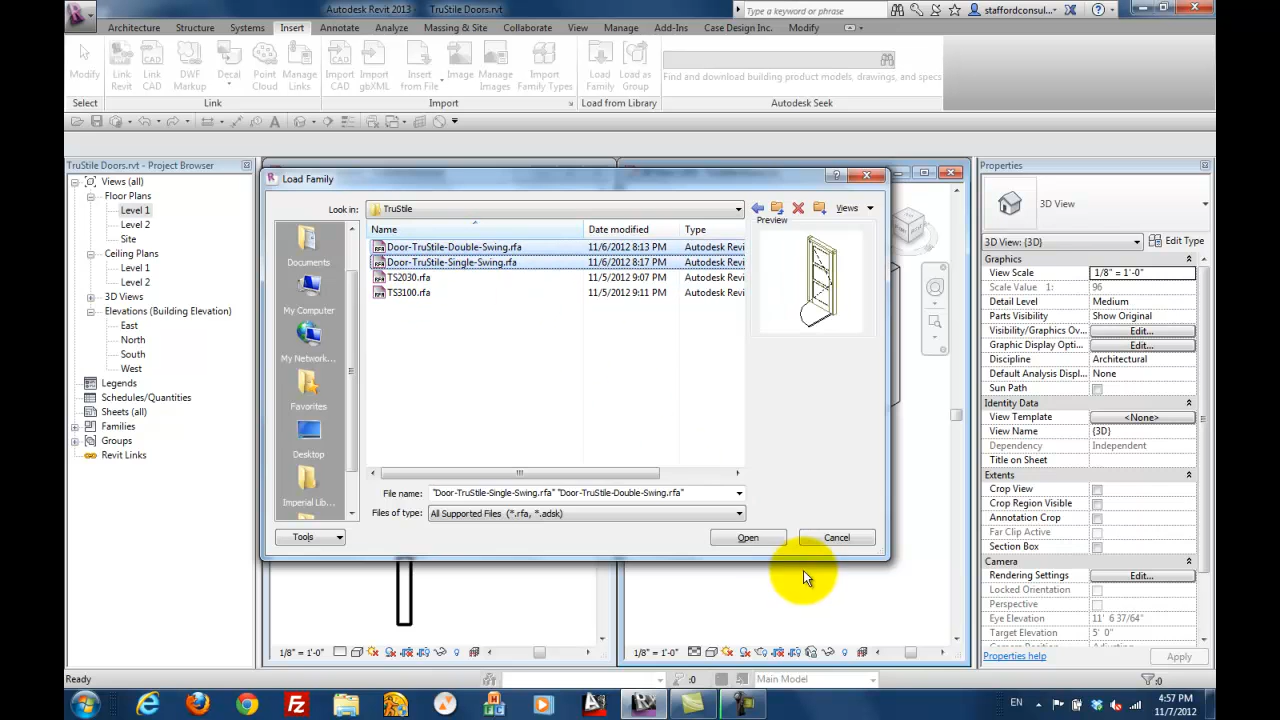 Autodesk Revit 2013 - TruStile Doors.rvt
Type a keyword or phrase
staffordconsul...
Architecture Structure Systems Insert Annotate Analyze Massing & Site Collaborate View Manage Add-Ins Case Design Inc. Modify
Modify
Link Revit
Link CAD
DWF Markup
Decal
Point Cloud
Manage Links
Import CAD
Import gbXML
Insert from File
Image
Manage Images
Import Family Types
Load Family
Load as Group
Find and download building product models, drawings, and specs
Select
Link
Import
Load from Library
Autodesk Seek
TruStile Doors.rvt - Project Browser
Views (all)
Floor Plans
Level 1
Level 2
Site
Ceiling Plans
Level 1
Level 2
3D Views
Elevations (Building Elevation)
East
North
South
West
Legends
Schedules/Quantities
Sheets (all)
Families
Groups
Revit Links
Load Family
Look in: TruStile
Views
Documents
My Computer
My Network...
Favorites
Desktop
Imperial Lib...
Name Date modified Type
Door-TruStile-Double-Swing.rfa 11/6/2012 8:13 PM Autodesk Revi
Door-TruStile-Single-Swing.rfa 11/6/2012 8:17 PM Autodesk Revi
TS2030.rfa 11/5/2012 9:07 PM Autodesk Revi
TS3100.rfa 11/5/2012 9:11 PM Autodesk Revi
Preview
File name: "Door-TruStile-Single-Swing.rfa" "Door-TruStile-Double-Swing.rfa"
Files of type: All Supported Files (*.rfa, *.adsk)
Tools
Open
Cancel
1/8" = 1'-0"
1/8" = 1'-0"
Properties
3D View
3D View: {3D}
Edit Type
Graphics
View Scale 1/8" = 1'-0"
Scale Value 1: 96
Detail Level Medium
Parts Visibility Show Original
Visibility/Graphics Ov... Edit...
Graphic Display Opti... Edit...
Discipline Architectural
Default Analysis Displ... None
Sun Path
Identity Data
View Template <None>
View Name {3D}
Dependency Independent
Title on Sheet
Extents
Crop View
Crop Region Visible
Annotation Crop
Far Clip Active
Section Box
Camera
Rendering Settings Edit...
Locked Orientation
Perspective
Eye Elevation 11' 6 37/64"
Target Elevation 5' 0"
Properties help
Apply
Ready
:0
Main Model
:0
EN
4:57 PM
11/7/2012